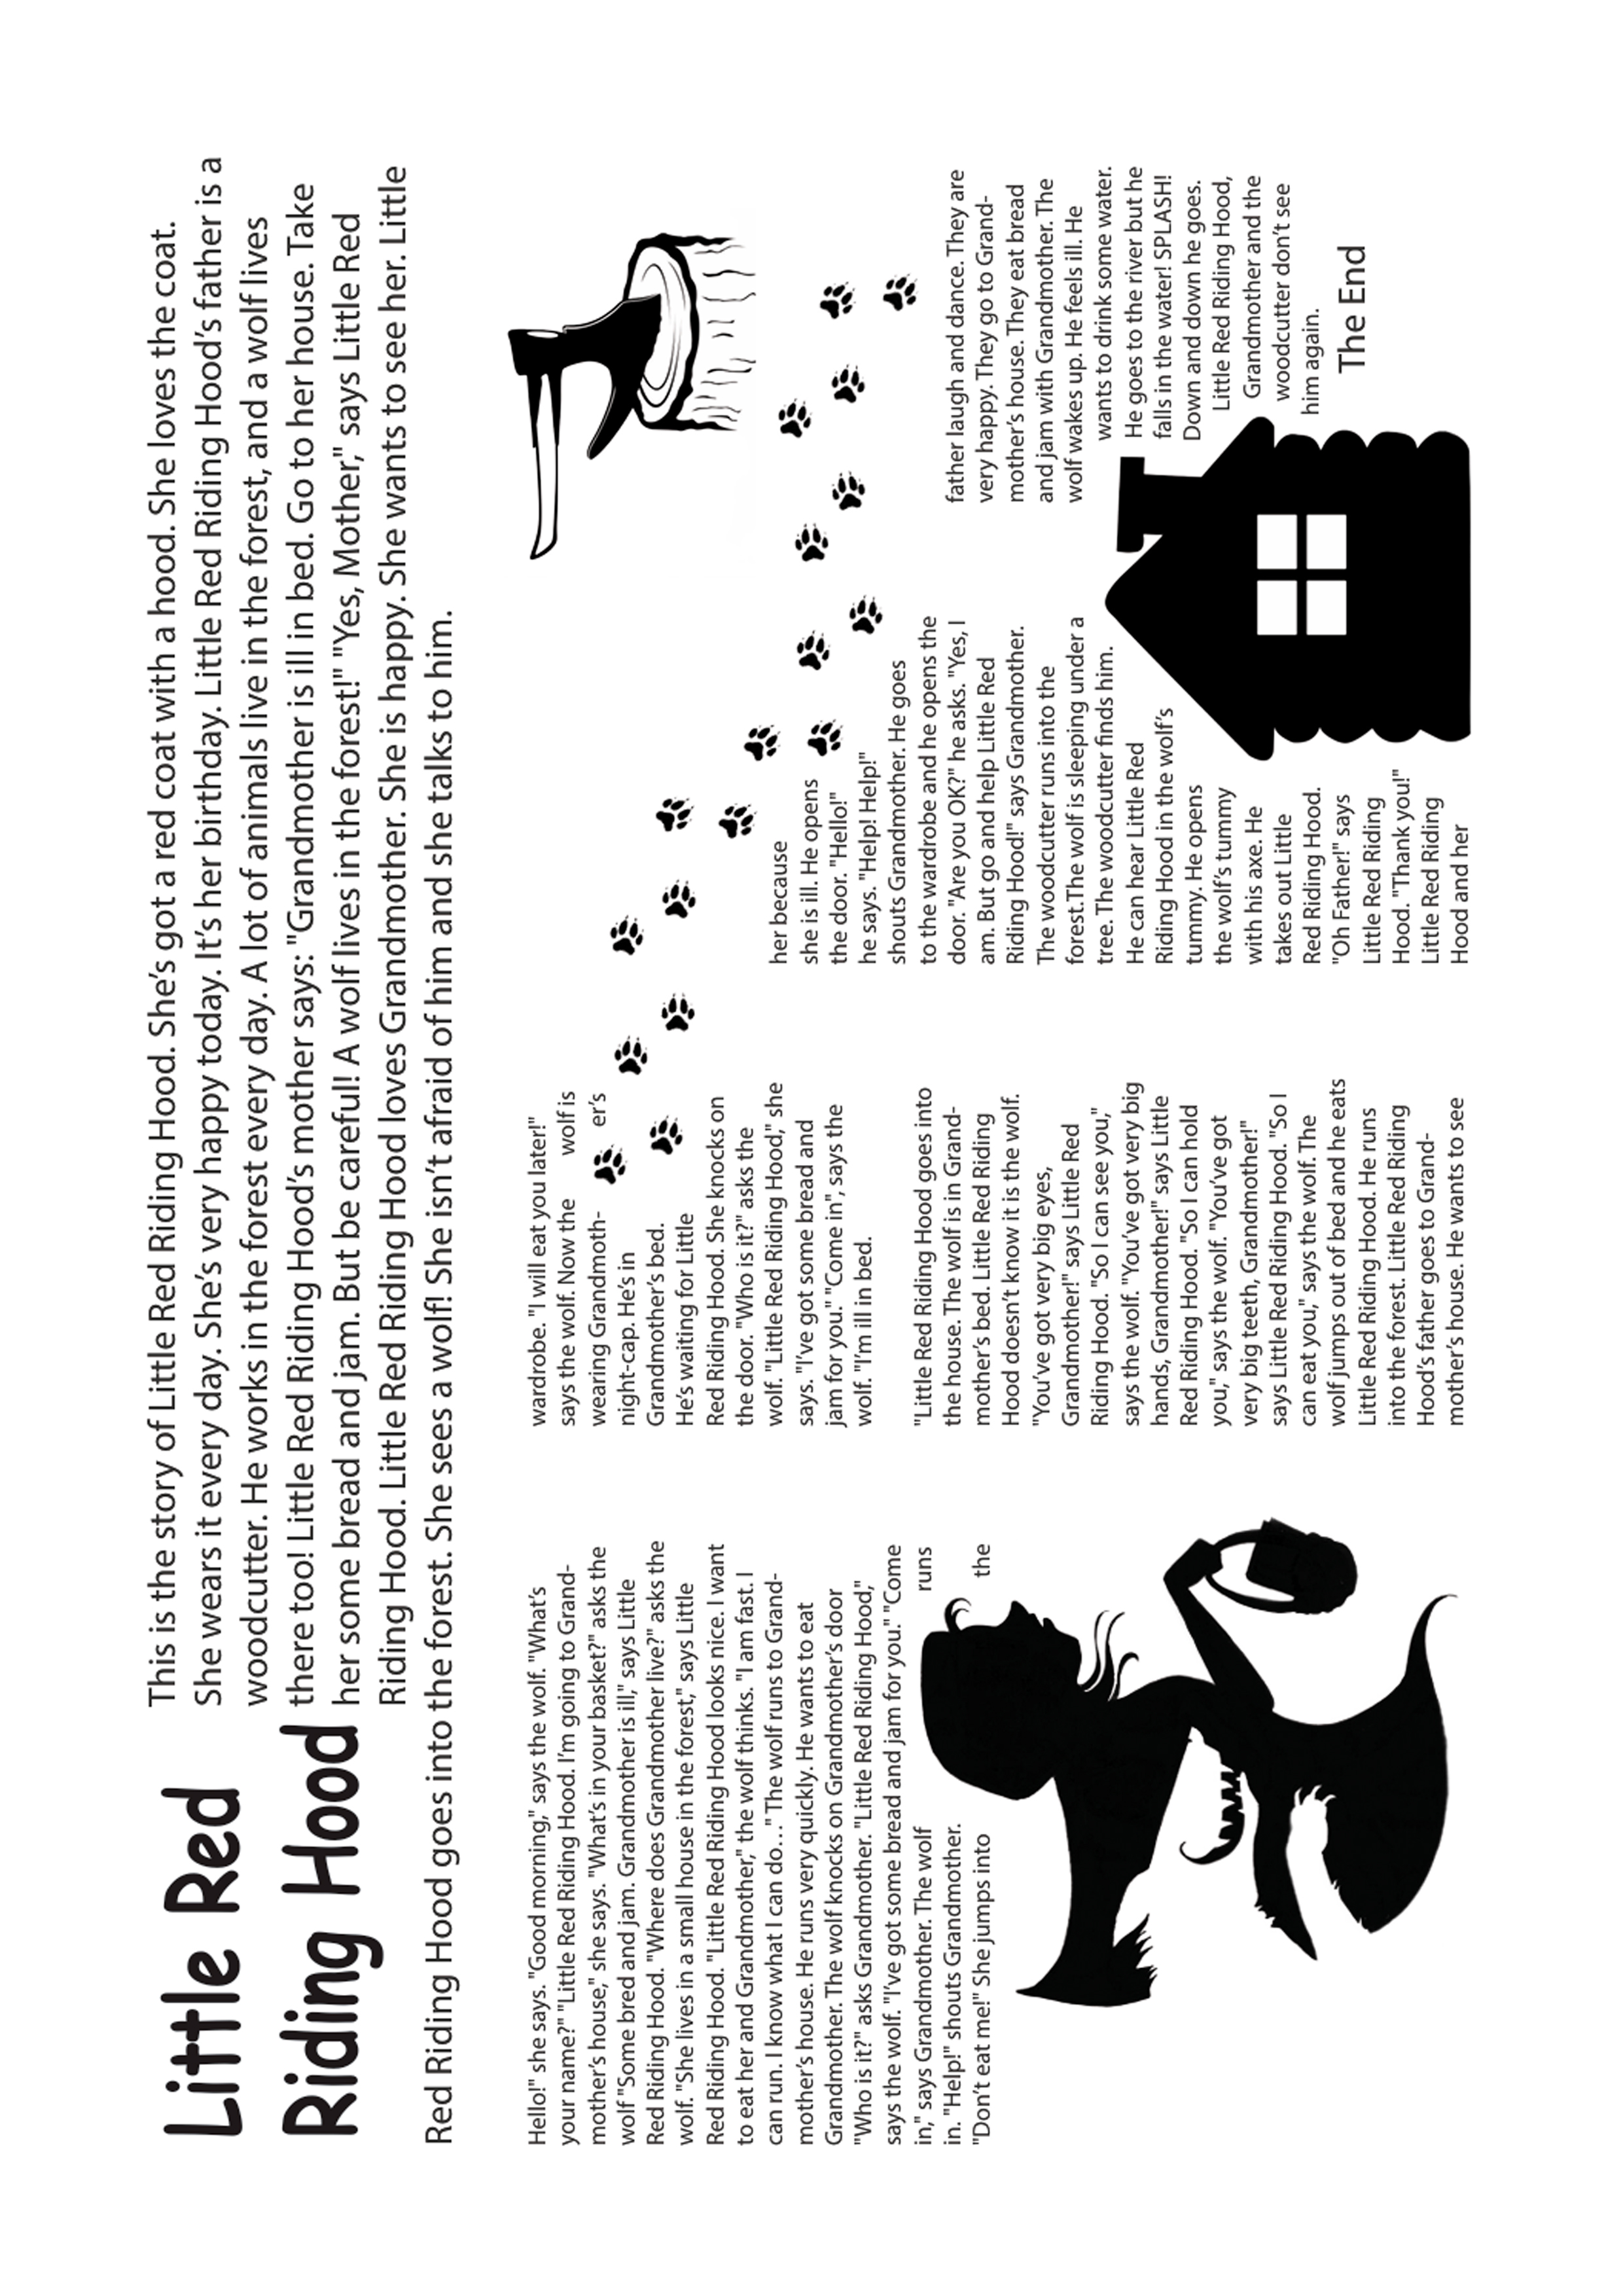 Little Red
Riding Hood
This is the story of Little Red Riding Hood. She's got a red coat with a hood. She loves the coat.
She wears it every day. She's very happy today. It's her birthday. Little Red Riding Hood's father is a
woodcutter. He works in the forest every day. A lot of animals live in the forest, and a wolf lives
there too! Little Red Riding Hood's mother says: "Grandmother is ill in bed. Go to her house. Take
her some bread and jam. But be careful! A wolf lives in the forest!" "Yes, Mother," says Little Red
Riding Hood. Little Red Riding Hood loves Grandmother. She is happy. She wants to see her. Little
Red Riding Hood goes into the forest. She sees a wolf! She isn't afraid of him and she talks to him.
Hello!" she says. "Good morning," says the wolf. "What's
your name?" "Little Red Riding Hood. I'm going to Grand-
mother's house," she says. "What's in your basket?" asks the
wolf "Some bred and jam. Grandmother is ill," says Little
Red Riding Hood. "Where does Grandmother live?" asks the
wolf. "She lives in a small house in the forest," says Little
Red Riding Hood. "Little Red Riding Hood looks nice. I want
to eat her and Grandmother," the wolf thinks. "I am fast. I
can run. I know what I can do…" The wolf runs to Grand-
mother's house. He runs very quickly. He wants to eat
Grandmother. The wolf knocks on Grandmother's door
"Who is it?" asks Grandmother. "Little Red Riding Hood,"
says the wolf. "I've got some bread and jam for you." "Come
in," says Grandmother. The wolf runs
in. "Help!" shouts Grandmother.
"Don't eat me!" She jumps into the
wardrobe. "I will eat you later!"
says the wolf. Now the wolf is
wearing Grandmoth- er's
night-cap. He's in
Grandmother's bed.
He's waiting for Little
Red Riding Hood. She knocks on
the door. "Who is it?" asks the
wolf. "Little Red Riding Hood," she
says. "I've got some bread and
jam for you." "Come in", says the
wolf. "I'm ill in bed.
"Little Red Riding Hood goes into
the house. The wolf is in Grand-
mother's bed. Little Red Riding
Hood doesn't know it is the wolf.
"You've got very big eyes,
Grandmother!" says Little Red
Riding Hood. "So I can see you,"
says the wolf. "You've got very big
hands, Grandmother!" says Little
Red Riding Hood. "So I can hold
you," says the wolf. "You've got
very big teeth, Grandmother!"
says Little Red Riding Hood. "So I
can eat you," says the wolf. The
wolf jumps out of bed and he eats
Little Red Riding Hood. He runs
into the forest. Little Red Riding
Hood's father goes to Grand-
mother's house. He wants to see
her because
she is ill. He opens
the door. "Hello!"
he says. "Help! Help!"
shouts Grandmother. He goes
to the wardrobe and he opens the
door. "Are you OK?" he asks. "Yes, I
am. But go and help Little Red
Riding Hood!" says Grandmother.
The woodcutter runs into the
forest.The wolf is sleeping under a
tree. The woodcutter finds him.
He can hear Little Red
Riding Hood in the wolf's
tummy. He opens
the wolf's tummy
with his axe. He
takes out Little
Red Riding Hood.
"Oh Father!" says
Little Red Riding
Hood. "Thank you!"
Little Red Riding
Hood and her
father laugh and dance. They are
very happy. They go to Grand-
mother's house. They eat bread
and jam with Grandmother. The
wolf wakes up. He feels ill. He
wants to drink some water.
He goes to the river but he
falls in the water! SPLASH!
Down and down he goes.
Little Red Riding Hood,
Grandmother and the
woodcutter don't see
him again.
The End